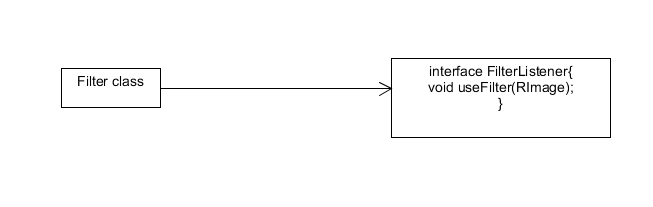 Filter class
interface FilterListener{
void useFilter(RImage);
}